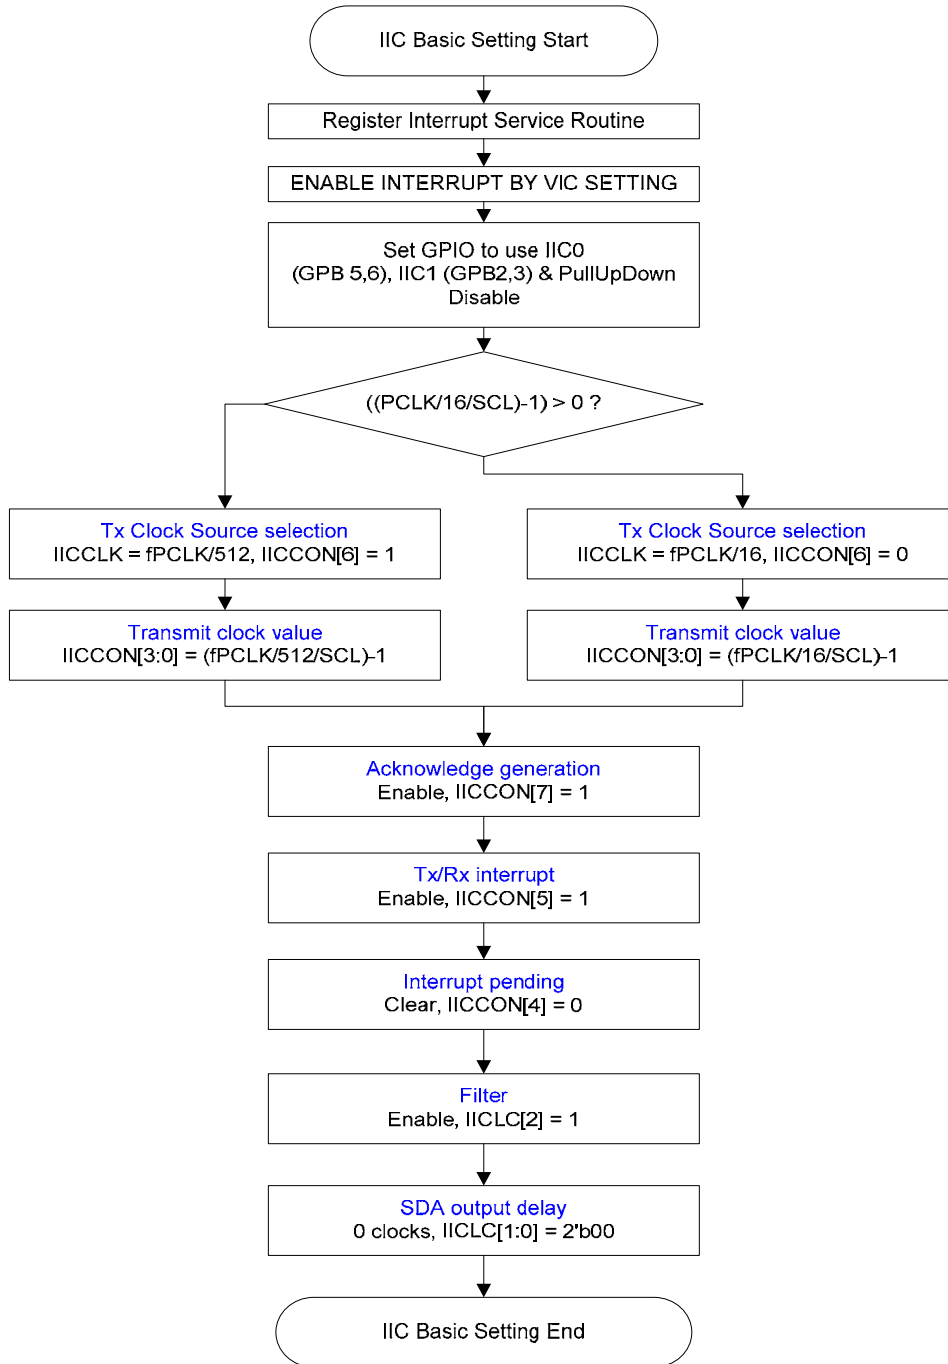 IIC Basic Setting Start
Register Interrupt Service Routine
ENABLE INTERRUPT BY VIC SETTING
Set GPIO to use IIC0
(GPB 5,6), IIC1 (GPB2,3) & PullUpDown
Disable
((PCLK/16/SCL)-1) > 0 ?
Tx Clock Source selection
IICCLK = fPCLK/512, IICCON[6] = 1
Tx Clock Source selection
IICCLK = fPCLK/16, IICCON[6] = 0
Transmit clock value
IICCON[3:0] = (fPCLK/512/SCL)-1
Transmit clock value
IICCON[3:0] = (fPCLK/16/SCL)-1
Acknowledge generation
Enable, IICCON[7] = 1
Tx/Rx interrupt
Enable, IICCON[5] = 1
Interrupt pending
Clear, IICCON[4] = 0
Filter
Enable, IICLC[2] = 1
SDA output delay
0 clocks, IICLC[1:0] = 2'b00
IIC Basic Setting End